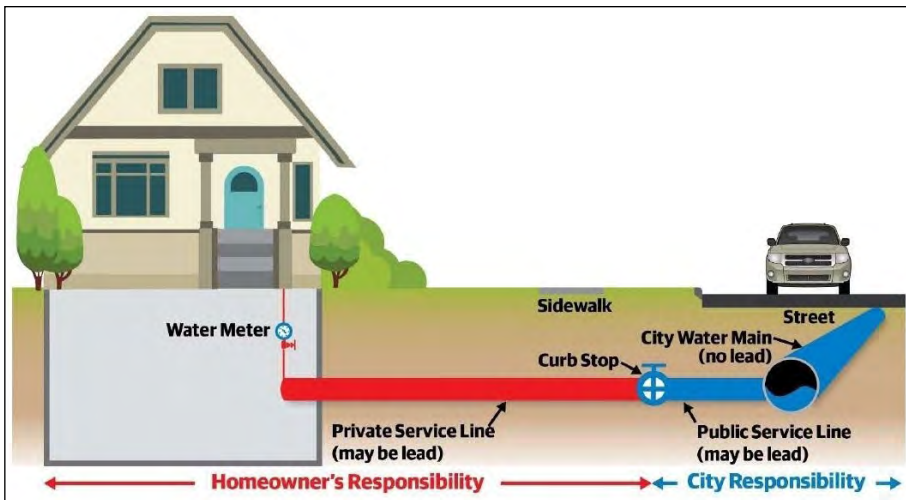 Water Meter
Sidewalk
Street
City Water Main
(no lead)
Curb Stop
Private Service Line
(may be lead)
Public Service Line
(may be lead)
Homeowner's Responsibility
City Responsibility